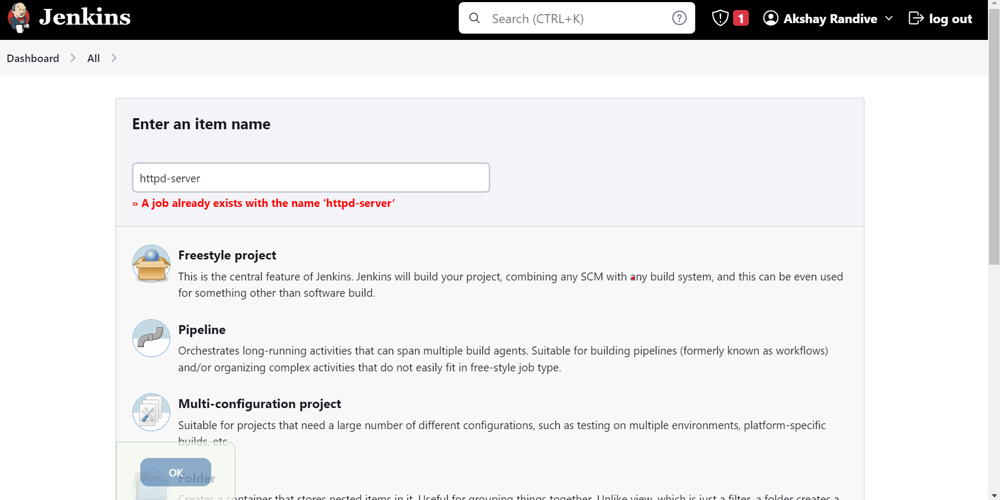 Jenkins
Search (CTRL+K)
?
1
Akshay Randive
log out
Dashboard
All
Enter an item name
httpd-server
» A job already exists with the name ‘httpd-server’
Freestyle project
This is the central feature of Jenkins. Jenkins will build your project, combining any SCM with any build system, and this can be even used
for something other than software build.
Pipeline
Orchestrates long-running activities that can span multiple build agents. Suitable for building pipelines (formerly known as workflows)
and/or organizing complex activities that do not easily fit in free-style job type.
Multi-configuration project
Suitable for projects that need a large number of different configurations, such as testing on multiple environments, platform-specific
builds, etc.
OK
Folder
Creates a container that stores nested items in it. Useful for grouping things together. Unlike view, which is just a filter, a folder creates a